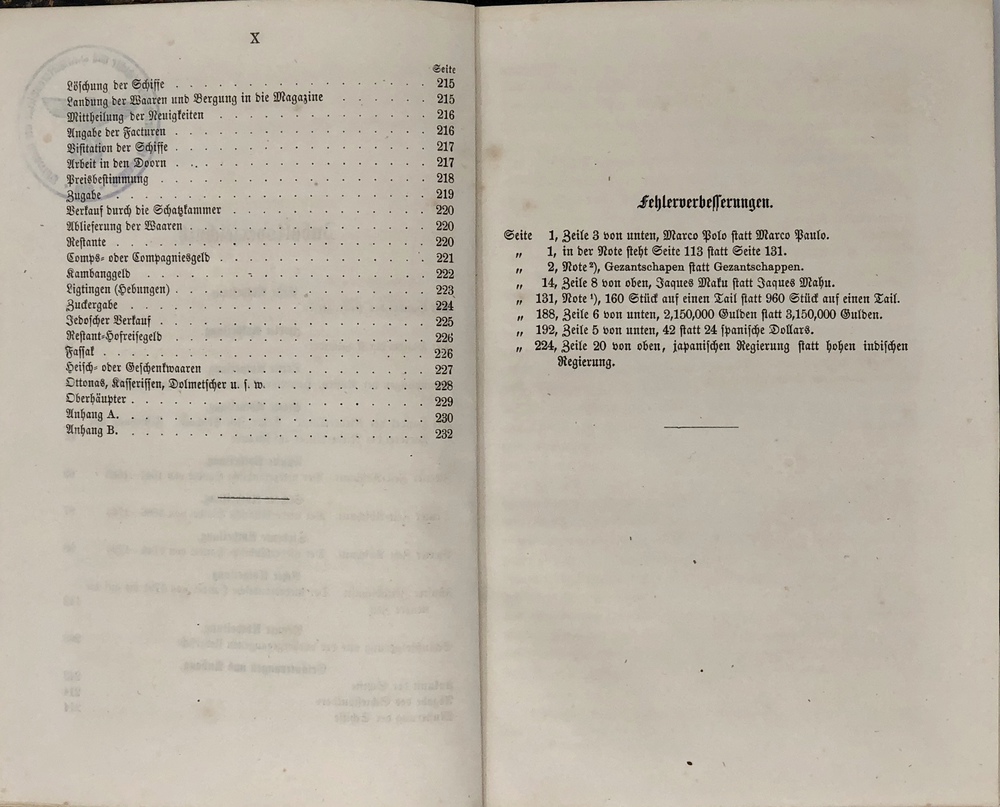 X
Seite
Löschung der Schiffe . . . . . . . . . . . . . . . . . 215
Landung der Waaren und Bergung in die Magazine . . . . . . 215
Mittheilung der Neuigkeiten . . . . . . . . . . . . . . . 216
Angabe der Facturen . . . . . . . . . . . . . . . . . 216
Visitation der Schiffe . . . . . . . . . . . . . . . . . 217
Arbeit in den Doorn . . . . . . . . . . . . . . . . . 217
Preisbestimmung . . . . . . . . . . . . . . . . . . . 218
Zugabe . . . . . . . . . . . . . . . . . . . . . . 219
Verkauf durch die Schatzkammer . . . . . . . . . . . . . . 220
Ablieferung der Waaren . . . . . . . . . . . . . . . . 220
Restante . . . . . . . . . . . . . . . . . . . . . 220
Comps- oder Compagniesgeld . . . . . . . . . . . . . . . 221
Kambanggeld . . . . . . . . . . . . . . . . . . . . 222
Ligtingen (Hebungen) . . . . . . . . . . . . . . . . . 223
Zuckergabe . . . . . . . . . . . . . . . . . . . . 224
Jedoscher Verkauf . . . . . . . . . . . . . . . . . . 225
Restant-Hofreisegeld . . . . . . . . . . . . . . . . . 226
Fassak . . . . . . . . . . . . . . . . . . . . . . 226
Heisch- oder Geschenkwaaren . . . . . . . . . . . . . . . 227
Ottonas, Kasserissen, Dolmetscher u. s. w. . . . . . . . . . . . 228
Oberhäupter . . . . . . . . . . . . . . . . . . . . 229
Anhang A. . . . . . . . . . . . . . . . . . . . . . 230
Anhang B. . . . . . . . . . . . . . . . . . . . . . 232
Fehlerverbesserungen.
Seite 1, Zeile 3 von unten, Marco Polo statt Marco Paulo.
„ 1, in der Note steht Seite 113 statt Seite 131.
„ 2, Note ²), Gezantschapen statt Gezantschappen.
„ 14, Zeile 8 von oben, Jaques Maku statt Jaques Mahu.
„ 131, Note ¹), 160 Stück auf einen Tail statt 960 Stück auf einen Tail.
„ 188, Zeile 6 von unten, 2,150,000 Gulden statt 3,150,000 Gulden.
„ 192, Zeile 5 von unten, 42 statt 24 spanische Dollars.
„ 224, Zeile 20 von oben, japanischen Regierung statt hohen indischen
Regierung.